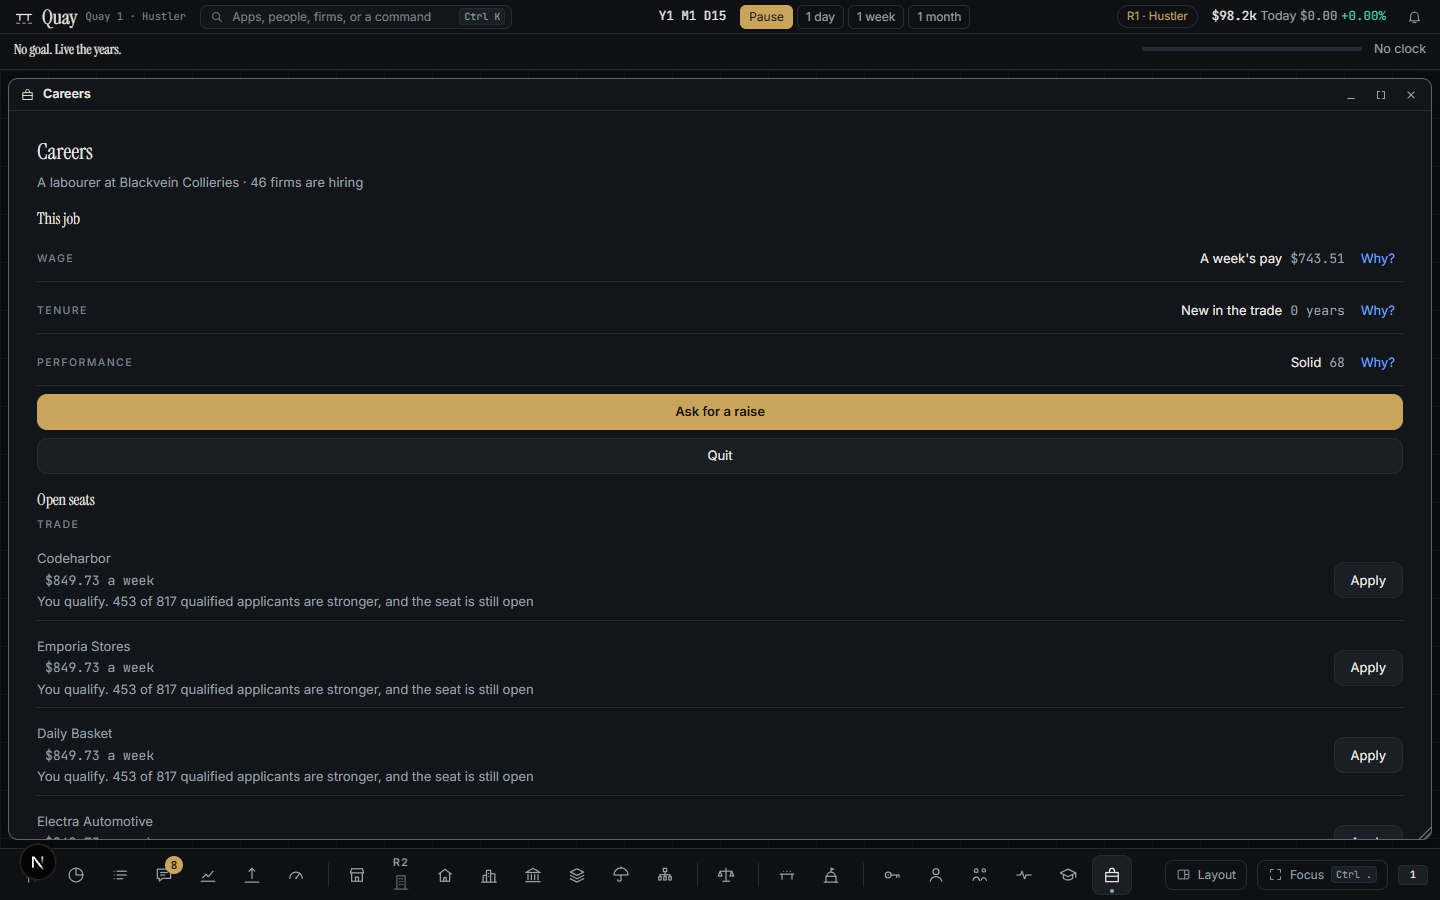 Quay Quay 1 · Hustler Apps, people, firms, or a command Ctrl K Y1 M1 D15 Pause 1 day 1 week 1 month R1 · Hustler $98.2k Today $0.00 +0.00%
No goal. Live the years. No clock
Careers
Careers
A labourer at Blackvein Collieries · 46 firms are hiring
This job
WAGE A week's pay $743.51 Why?
TENURE New in the trade 0 years Why?
PERFORMANCE Solid 68 Why?
Ask for a raise
Quit
Open seats
TRADE
Codeharbor
$849.73 a week
Apply
You qualify. 453 of 817 qualified applicants are stronger, and the seat is still open
Emporia Stores
$849.73 a week
Apply
You qualify. 453 of 817 qualified applicants are stronger, and the seat is still open
Daily Basket
$849.73 a week
Apply
You qualify. 453 of 817 qualified applicants are stronger, and the seat is still open
Electra Automotive
N 8 R2 Layout Focus Ctrl . 1